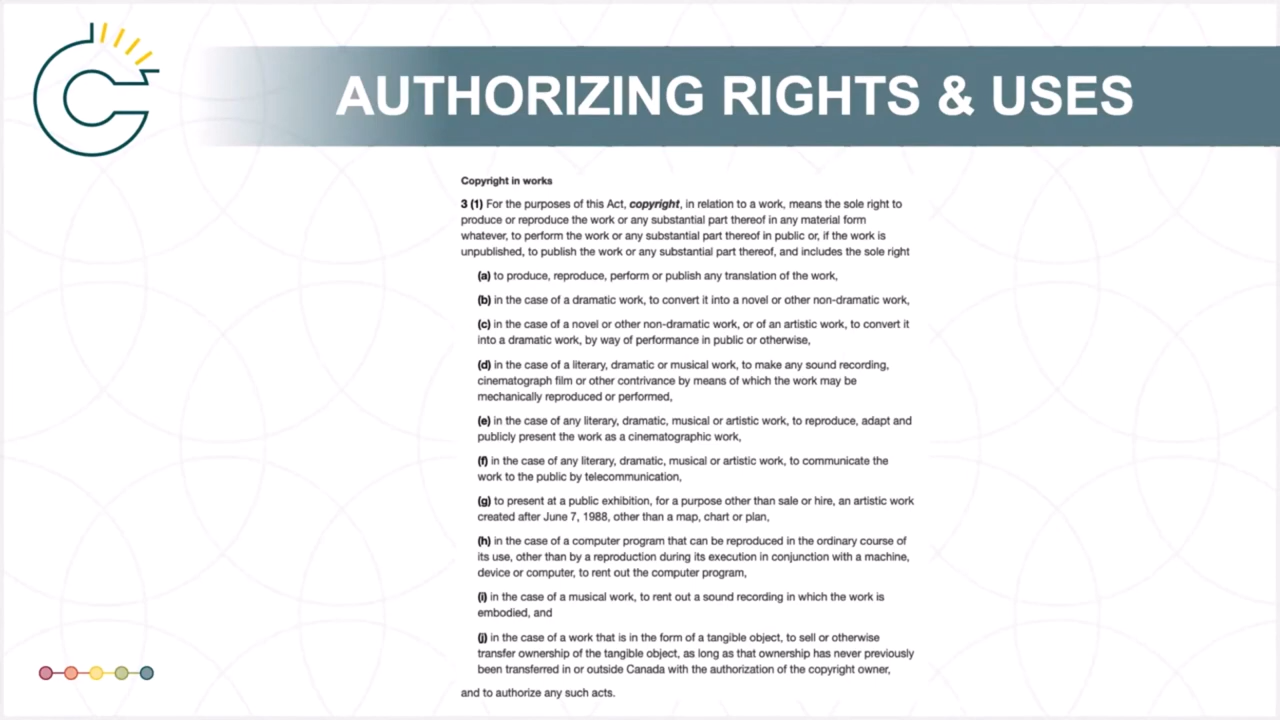 AUTHORIZING RIGHTS & USES
Copyright in works
3 (1) For the purposes of this Act, copyright, in relation to a work, means the sole right to
produce or reproduce the work or any substantial part thereof in any material form
whatever, to perform the work or any substantial part thereof in public or, if the work is
unpublished, to publish the work or any substantial part thereof, and includes the sole right
(a) to produce, reproduce, perform or publish any translation of the work,
(b) in the case of a dramatic work, to convert it into a novel or other non-dramatic work,
(c) in the case of a novel or other non-dramatic work, or of an artistic work, to convert it
into a dramatic work, by way of performance in public or otherwise,
(d) in the case of a literary, dramatic or musical work, to make any sound recording,
cinematograph film or other contrivance by means of which the work may be
mechanically reproduced or performed,
(e) in the case of any literary, dramatic, musical or artistic work, to reproduce, adapt and
publicly present the work as a cinematographic work,
(f) in the case of any literary, dramatic, musical or artistic work, to communicate the
work to the public by telecommunication,
(g) to present at a public exhibition, for a purpose other than sale or hire, an artistic work
created after June 7, 1988, other than a map, chart or plan,
(h) in the case of a computer program that can be reproduced in the ordinary course of
its use, other than by a reproduction during its execution in conjunction with a machine,
device or computer, to rent out the computer program,
(i) in the case of a musical work, to rent out a sound recording in which the work is
embodied, and
(j) in the case of a work that is in the form of a tangible object, to sell or otherwise
transfer ownership of the tangible object, as long as that ownership has never previously
been transferred in or outside Canada with the authorization of the copyright owner,
and to authorize any such acts.